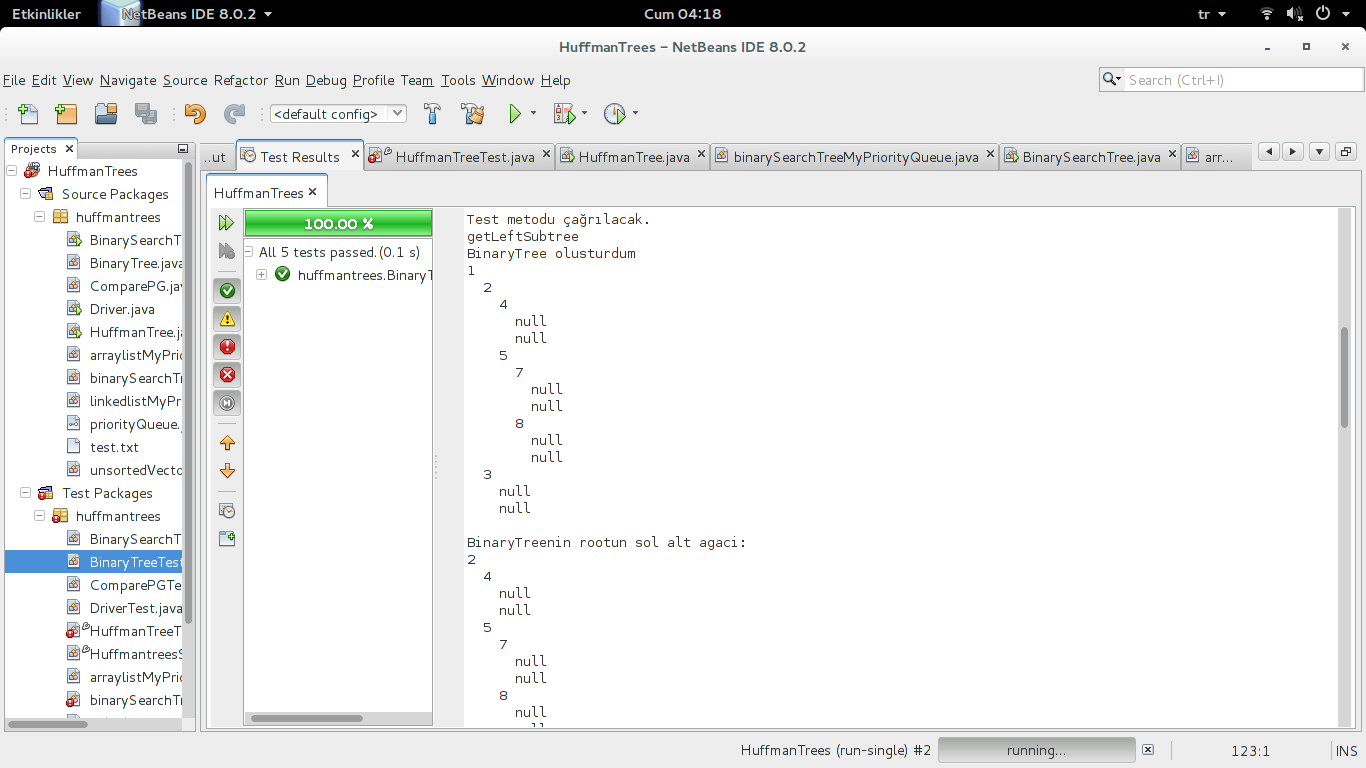 Etkinlikler NetBeans IDE 8.0.2 Cum 04:18 tr
HuffmanTrees – NetBeans IDE 8.0.2
File Edit View Navigate Source Refactor Run Debug Profile Team Tools Window Help
Search (Ctrl+I)
<default config>
Projects
HuffmanTrees
Source Packages
huffmantrees
BinarySearchT
BinaryTree.java
ComparePG.jav
Driver.java
HuffmanTree.ja
arraylistMyPrio
binarySearchTr
linkedlistMyPr
priorityQueue.
test.txt
unsortedVecto
Test Packages
huffmantrees
BinarySearchT
BinaryTreeTest
ComparePGTe
DriverTest.java
HuffmanTreeT
HuffmantreesS
arraylistMyPrio
binarySearchTr
..ut Test Results HuffmanTreeTest.java HuffmanTree.java binarySearchTreeMyPriorityQueue.java BinarySearchTree.java arr...
HuffmanTrees
100.00 %
All 5 tests passed.(0.1 s)
huffmantrees.BinaryT
Test metodu çağrılacak.
getLeftSubtree
BinaryTree olusturdum
1
2
4
null
null
5
7
null
null
8
null
null
3
null
null
BinaryTreenin rootun sol alt agaci:
2
4
null
null
5
7
null
null
8
null
HuffmanTrees (run-single) #2 running... 123:1 INS